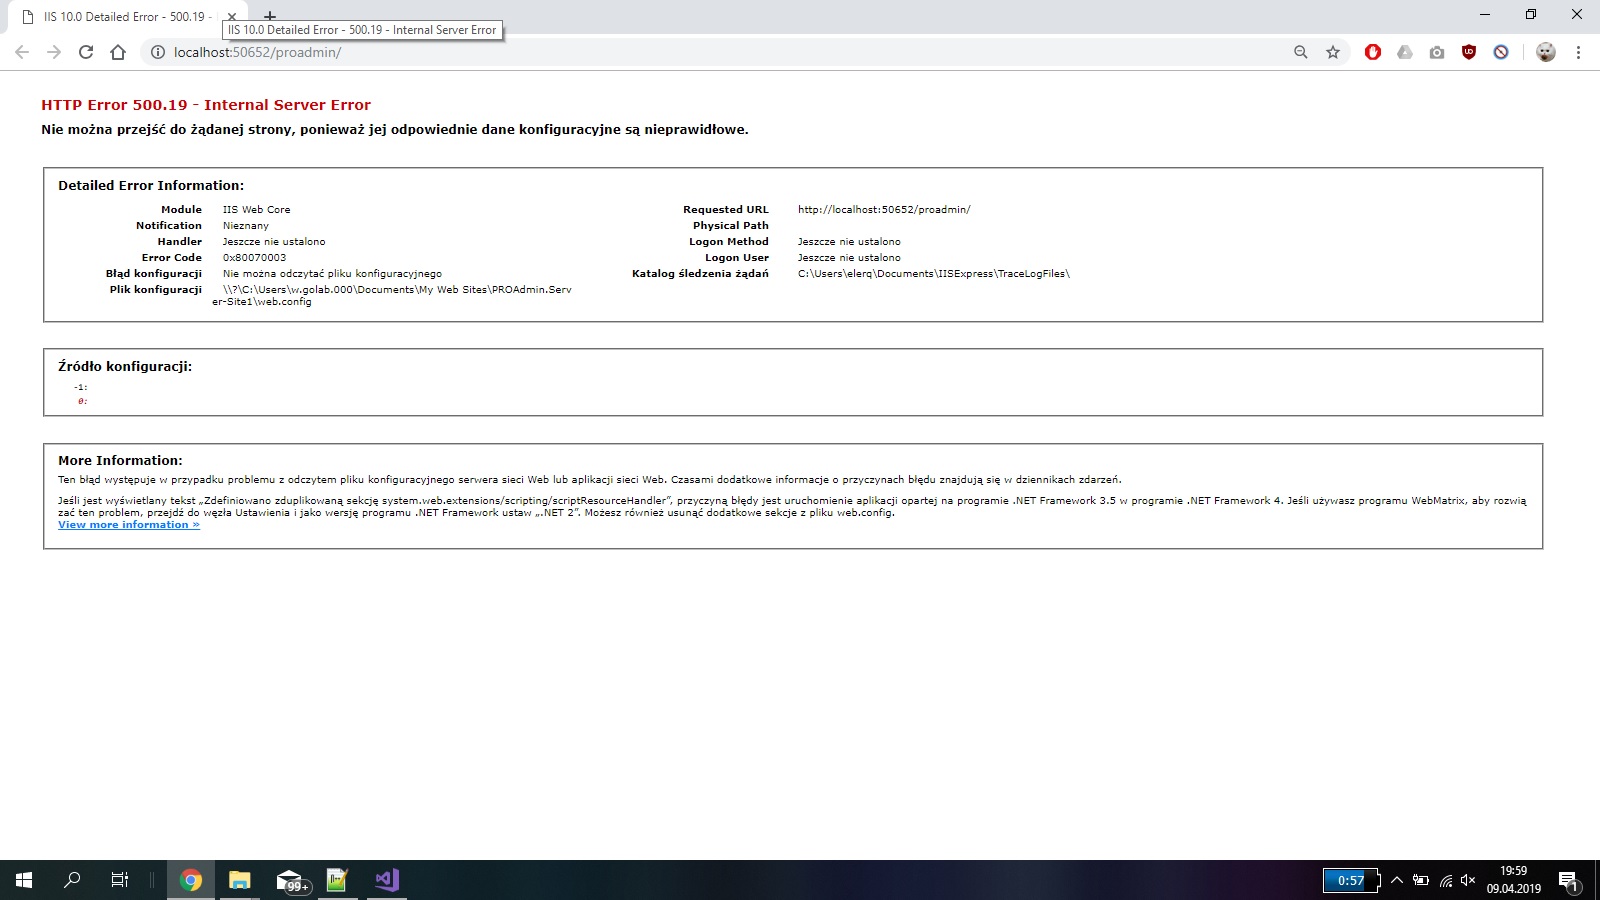 IIS 10.0 Detailed Error - 500.19 -
IIS 10.0 Detailed Error - 500.19 - Internal Server Error
localhost:50652/proadmin/
HTTP Error 500.19 - Internal Server Error
Nie można przejść do żądanej strony, ponieważ jej odpowiednie dane konfiguracyjne są nieprawidłowe.
Detailed Error Information:
Module IIS Web Core
Notification Nieznany
Handler Jeszcze nie ustalono
Error Code 0x80070003
Błąd konfiguracji Nie można odczytać pliku konfiguracyjnego
Plik konfiguracji \\?\C:\Users\w.golab.000\Documents\My Web Sites\PROAdmin.Serv
er-Site1\web.config
Requested URL http://localhost:50652/proadmin/
Physical Path
Logon Method Jeszcze nie ustalono
Logon User Jeszcze nie ustalono
Katalog śledzenia żądań C:\Users\elerq\Documents\IISExpress\TraceLogFiles\
Źródło konfiguracji:
-1:
0:
More Information:
Ten błąd występuje w przypadku problemu z odczytem pliku konfiguracyjnego serwera sieci Web lub aplikacji sieci Web. Czasami dodatkowe informacje o przyczynach błędu znajdują się w dziennikach zdarzeń.
Jeśli jest wyświetlany tekst „Zdefiniowano zduplikowaną sekcję system.web.extensions/scripting/scriptResourceHandler”, przyczyną błędy jest uruchomienie aplikacji opartej na programie .NET Framework 3.5 w programie .NET Framework 4. Jeśli używasz programu WebMatrix, aby rozwią
zać ten problem, przejdź do węzła Ustawienia i jako wersję programu .NET Framework ustaw „.NET 2”. Możesz również usunąć dodatkowe sekcje z pliku web.config.
View more information »
99+
0:57
19:59
09.04.2019
1